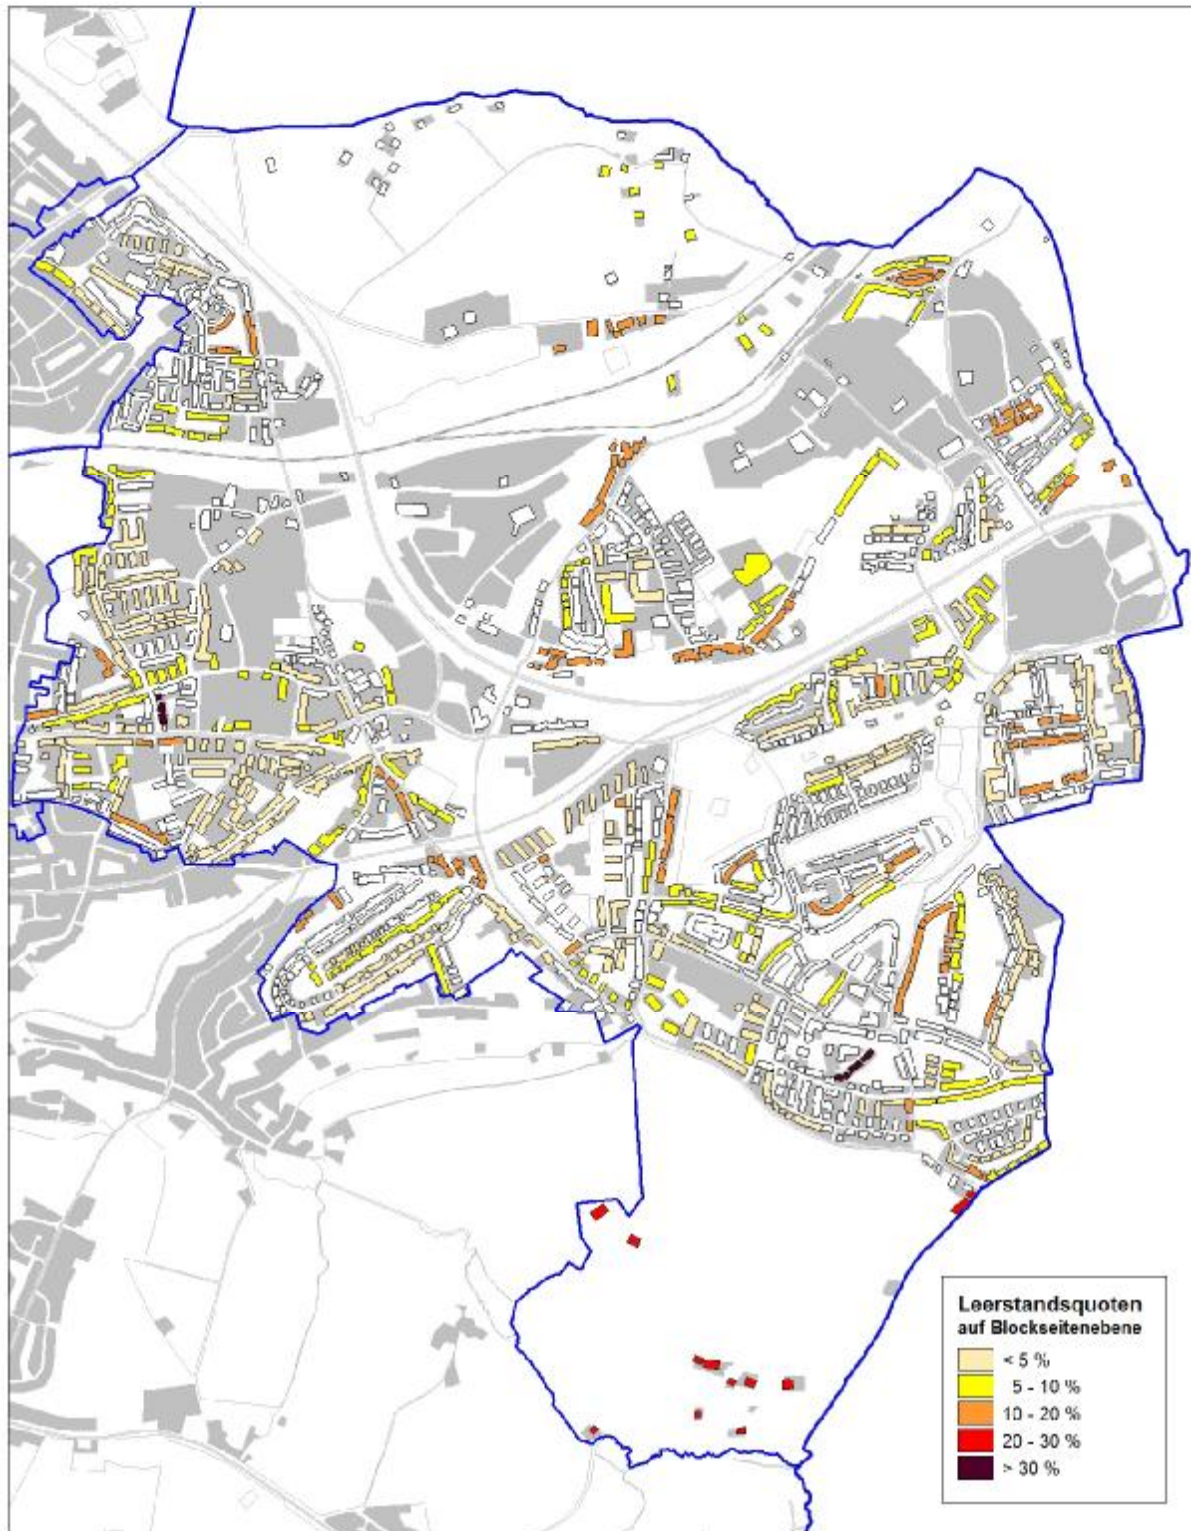 Leerstandsquoten
auf Blockseitenebene
< 5 %
5 - 10 %
10 - 20 %
20 - 30 %
> 30 %